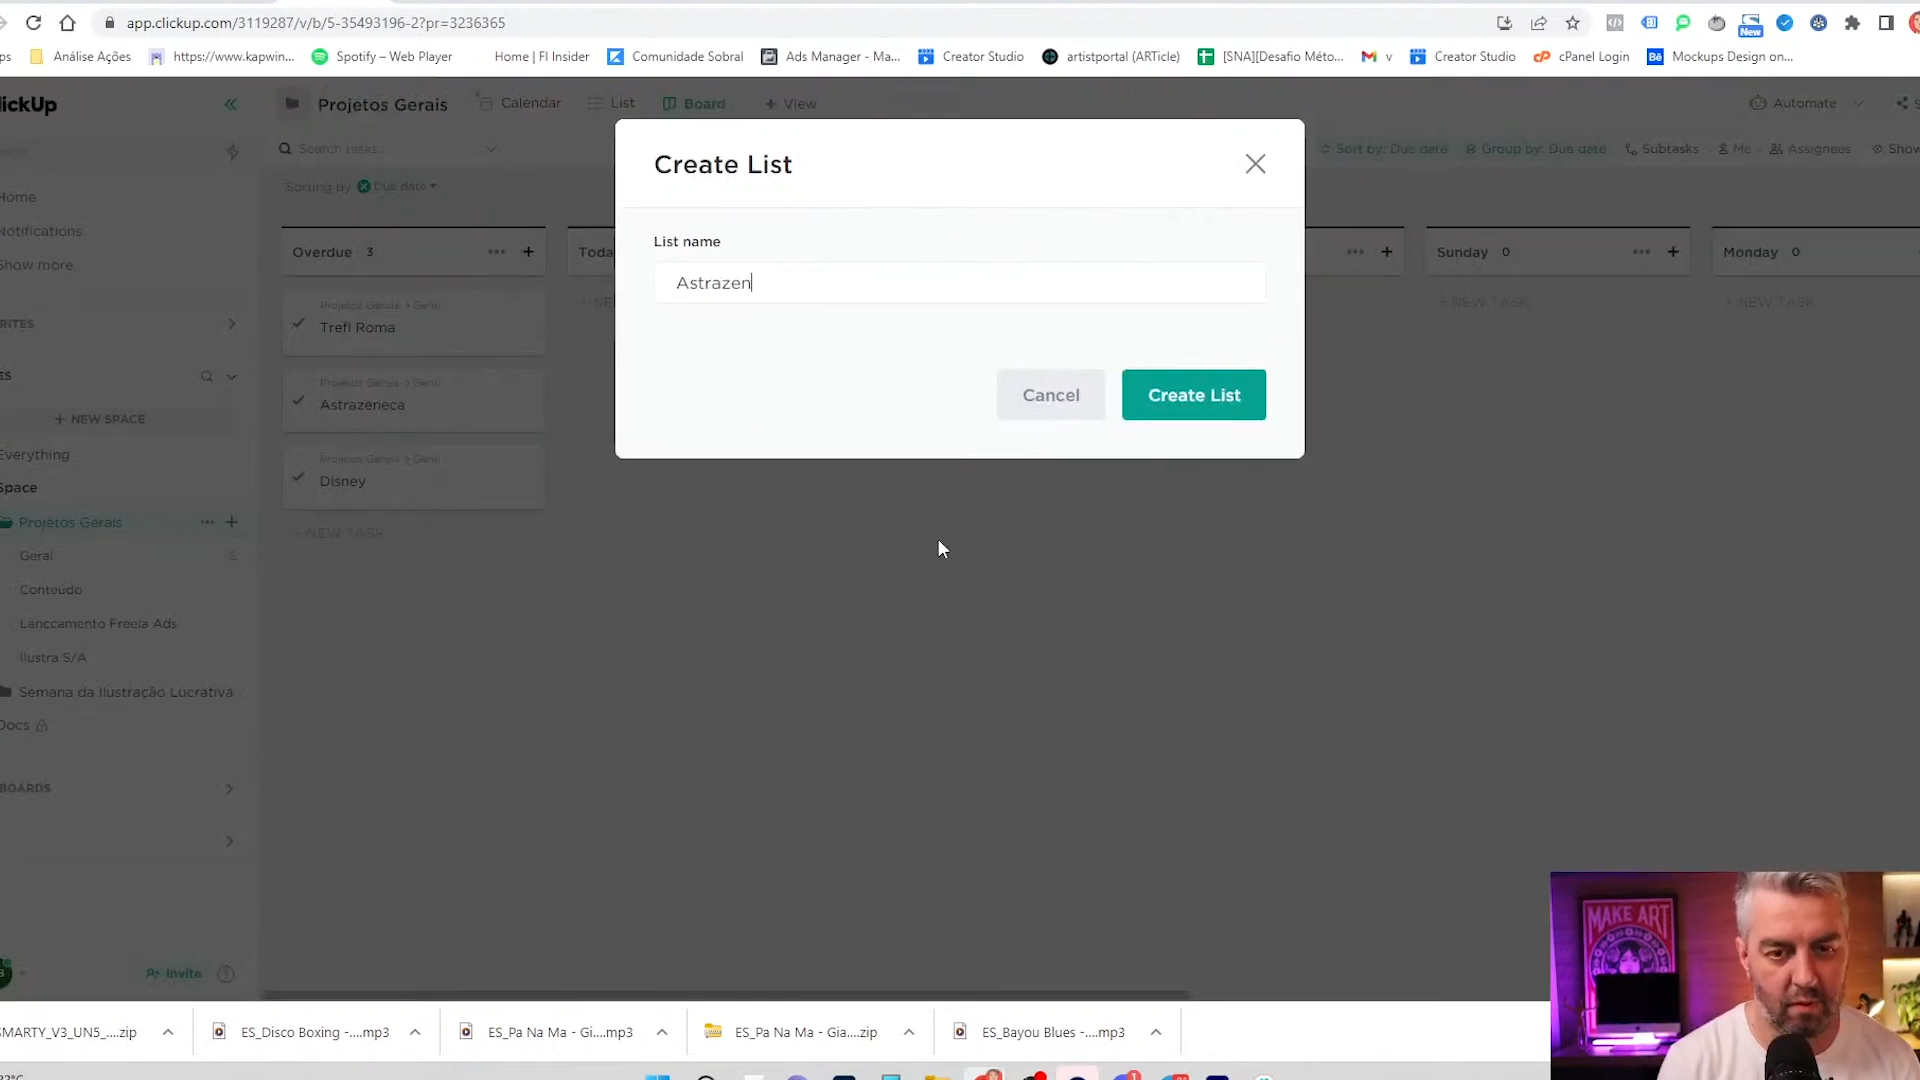 app.clickup.com/3119287/v/b/5-35493196-2?pr=3236365
New
ps Análise Ações https://www.kapwin... Spotify – Web Player Home | FI Insider Comunidade Sobral Ads Manager - Ma... Creator Studio artistportal (ARTicle) [SNA][Desafio Méto... v Creator Studio cPanel Login Mockups Design on...
lickUp
Projetos Gerais Calendar List Board + View Automate
Search tasks... Sort by: Due date Group by: Due date Subtasks Me Assignees Show
Sorting by Due date
Create List
List name
Astrazen
Cancel Create List
Home
Notifications
Show more
RITES
ES
+ NEW SPACE
Everything
Space
Projetos Gerais
Geral 5
Conteúdo
Lanccamento Freela Ads
Ilustra S/A
Semana da Ilustração Lucrativa
Docs
BOARDS
Invite
Overdue 3
Projetos Gerais > Geral
Trefl Roma
Projetos Gerais > Geral
Astrazeneca
Projetos Gerais > Geral
Disney
+ NEW TASK
Toda
Sunday 0
+ NEW TASK
Monday 0
+ NEW TASK
MAKE ART
SMARTY_V3_UN5_....zip ES_Disco Boxing -....mp3 ES_Pa Na Ma - Gi....mp3 ES_Pa Na Ma - Gia....zip ES_Bayou Blues -....mp3